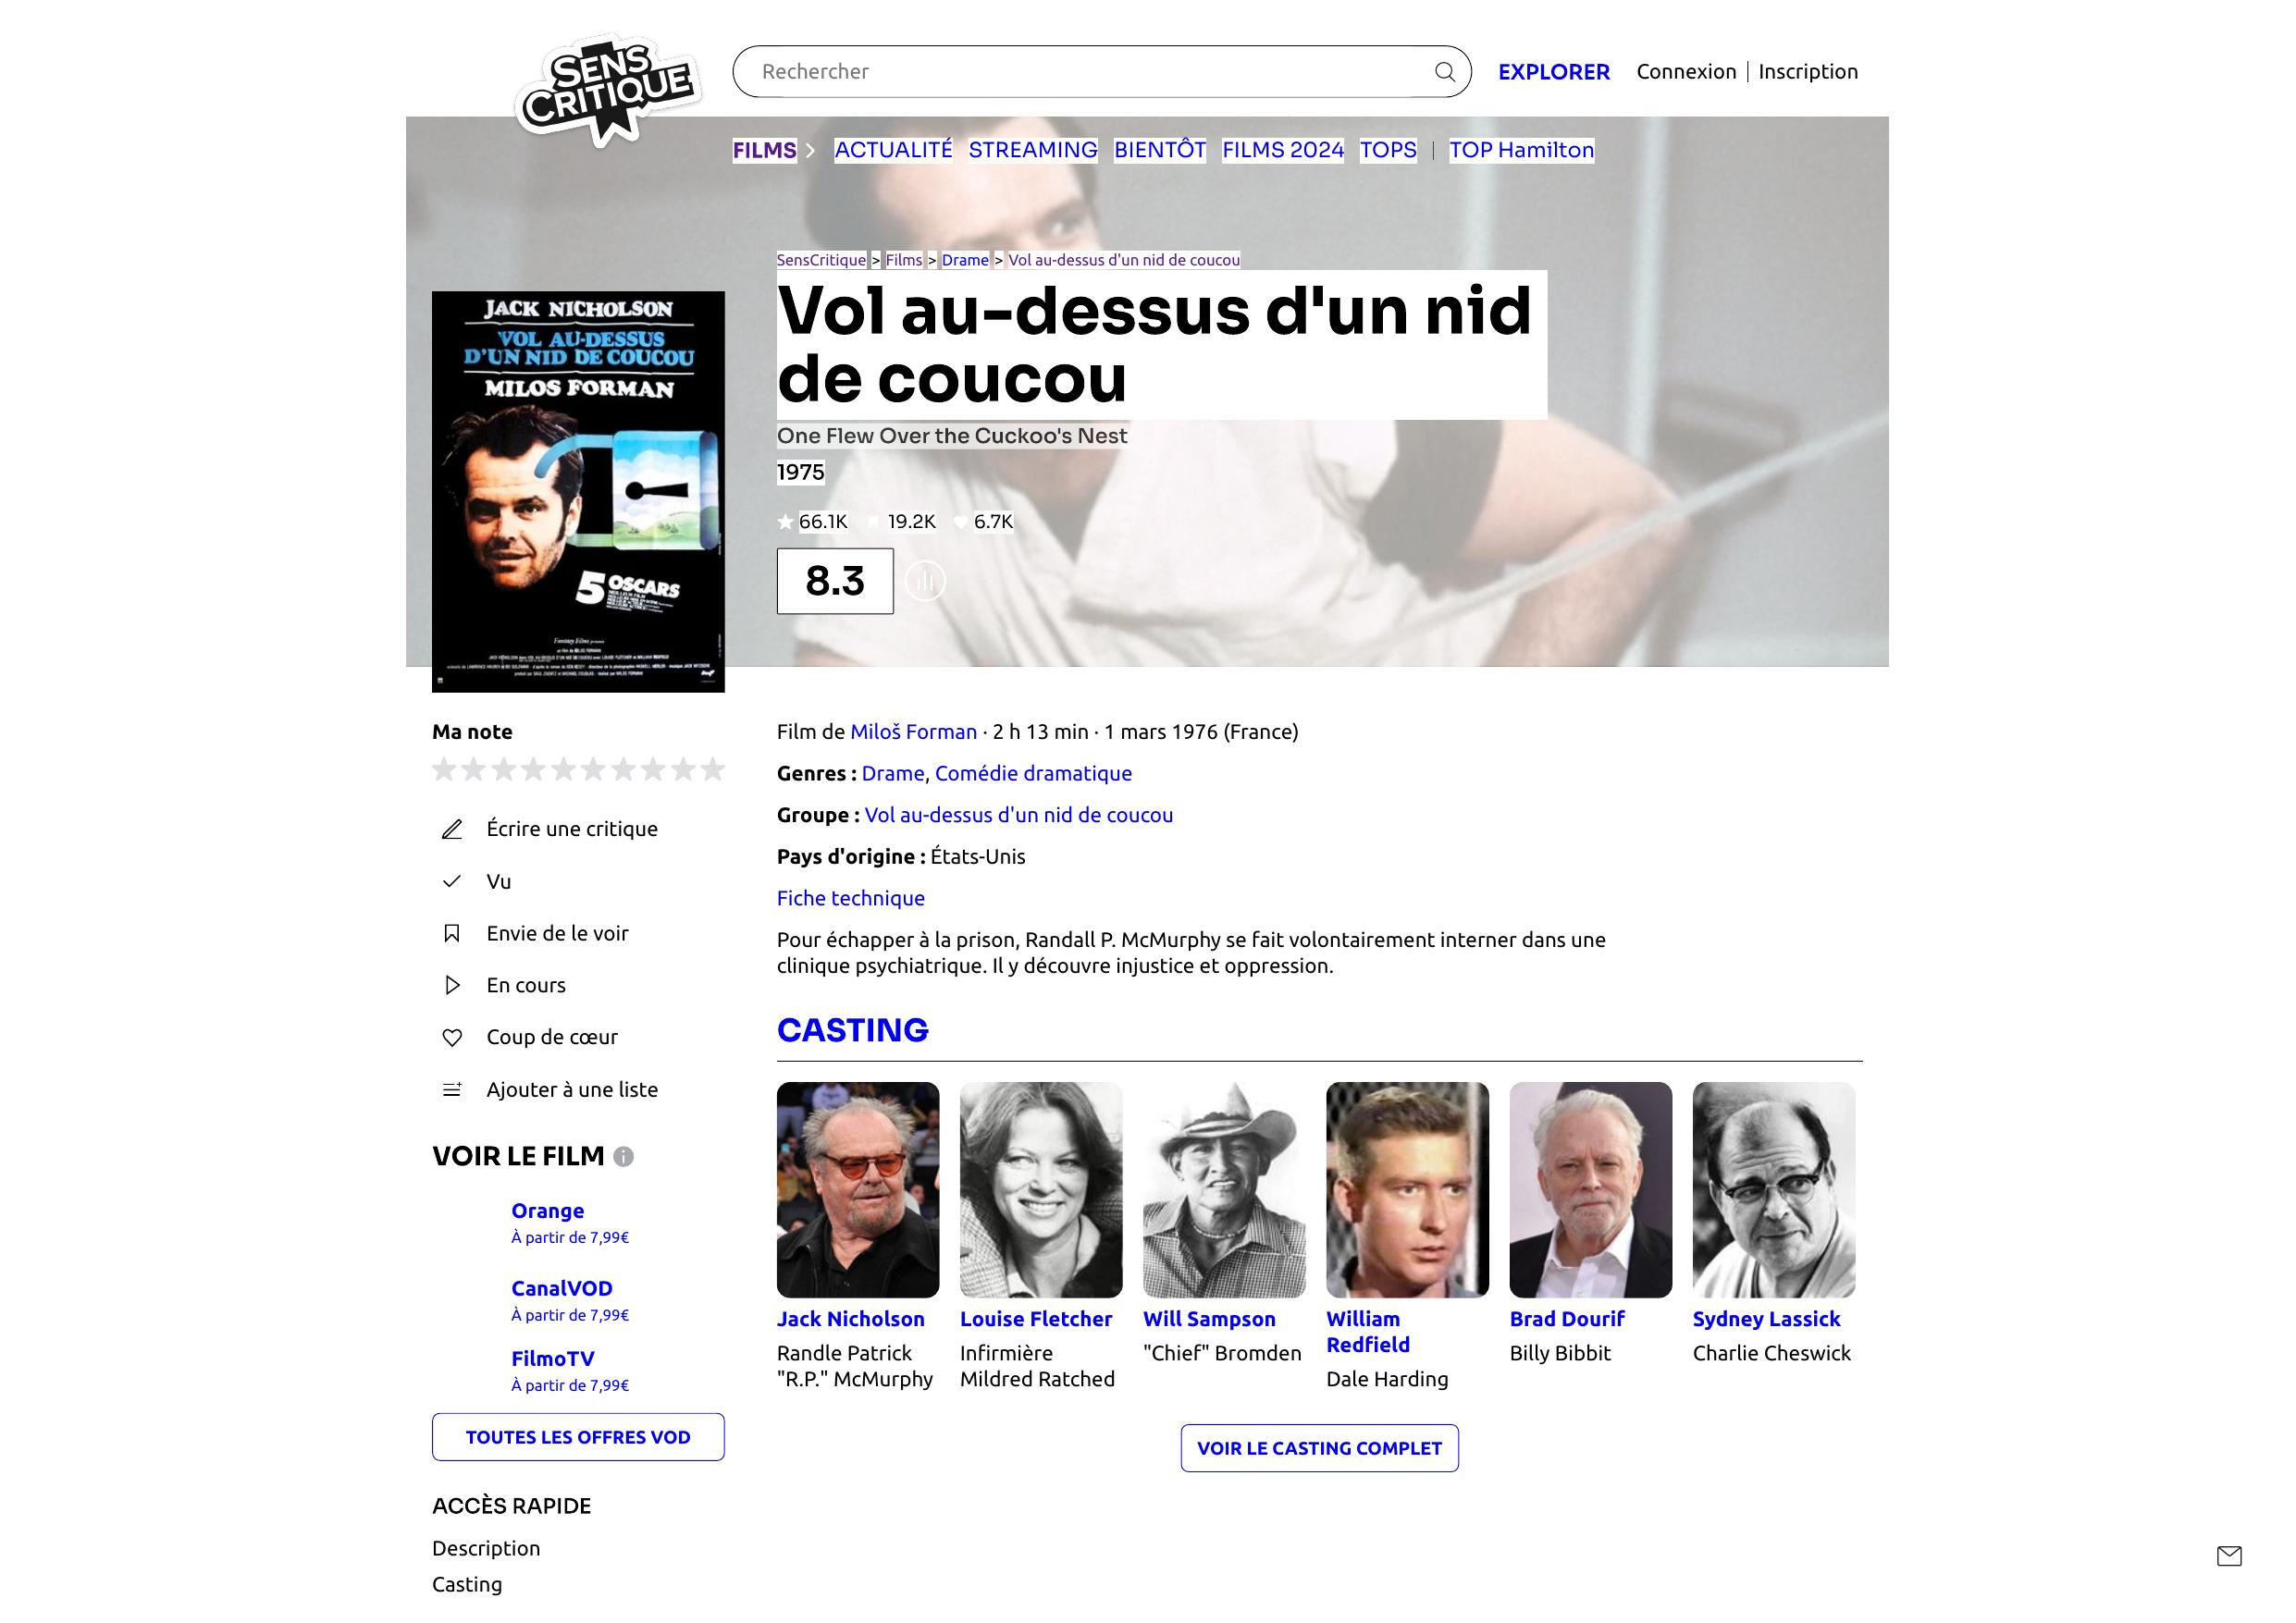 SENS
CRITIQUE
Rechercher
EXPLORER
Connexion | Inscription
FILMS
ACTUALITÉ
STREAMING
BIENTÔT
FILMS 2024
TOPS
TOP Hamilton
SensCritique > Films > Drame > Vol au-dessus d'un nid de coucou
Vol au-dessus d'un nid
de coucou
One Flew Over the Cuckoo's Nest
1975
66.1K
19.2K
6.7K
8.3
JACK NICHOLSON
VOL AU-DESSUS
D'UN NID DE COUCOU
MILOS FORMAN
5 OSCARS
Ma note
Écrire une critique
Vu
Envie de le voir
En cours
Coup de cœur
Ajouter à une liste
VOIR LE FILM
Orange
À partir de 7,99€
CanalVOD
À partir de 7,99€
FilmoTV
À partir de 7,99€
TOUTES LES OFFRES VOD
ACCÈS RAPIDE
Description
Casting
Film de Miloš Forman · 2 h 13 min · 1 mars 1976 (France)
Genres : Drame, Comédie dramatique
Groupe : Vol au-dessus d'un nid de coucou
Pays d'origine : États-Unis
Fiche technique
Pour échapper à la prison, Randall P. McMurphy se fait volontairement interner dans une
clinique psychiatrique. Il y découvre injustice et oppression.
CASTING
Jack Nicholson
Randle Patrick
"R.P." McMurphy
Louise Fletcher
Infirmière
Mildred Ratched
Will Sampson
"Chief" Bromden
William
Redfield
Dale Harding
Brad Dourif
Billy Bibbit
Sydney Lassick
Charlie Cheswick
VOIR LE CASTING COMPLET